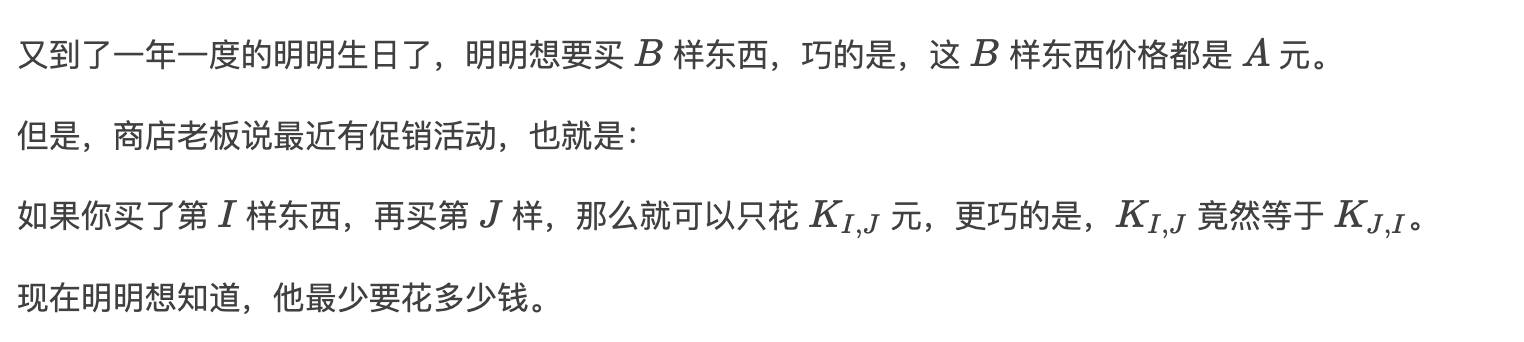 又到了一年一度的明明生日了，明明想要买 B 样东西，巧的是，这 B 样东西价格都是 A 元。
但是，商店老板说最近有促销活动，也就是：
如果你买了第 I 样东西，再买第 J 样，那么就可以只花 K_{I,J} 元，更巧的是，K_{I,J} 竟然等于 K_{J,I}。
现在明明想知道，他最少要花多少钱。